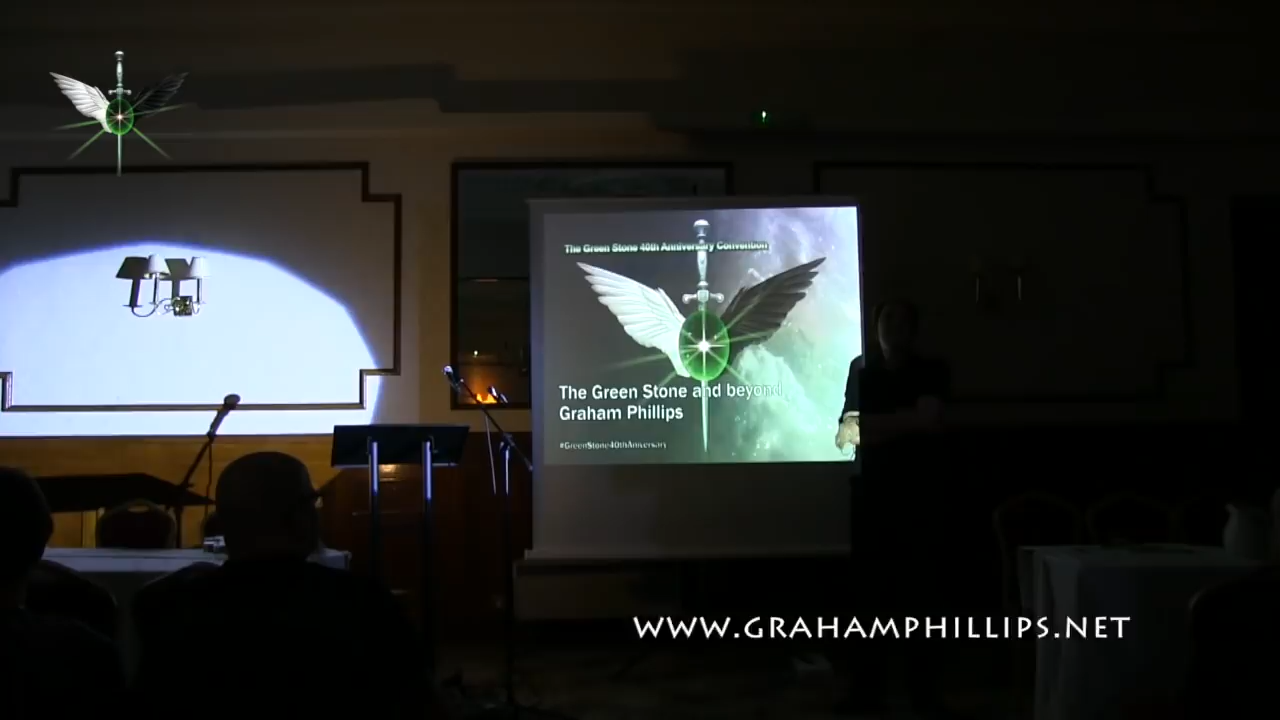 The Green Stone 40th Anniversary Convention
The Green Stone and beyond
Graham Phillips
#GreenStone40thAnniversary
WWW.GRAHAMPHILLIPS.NET